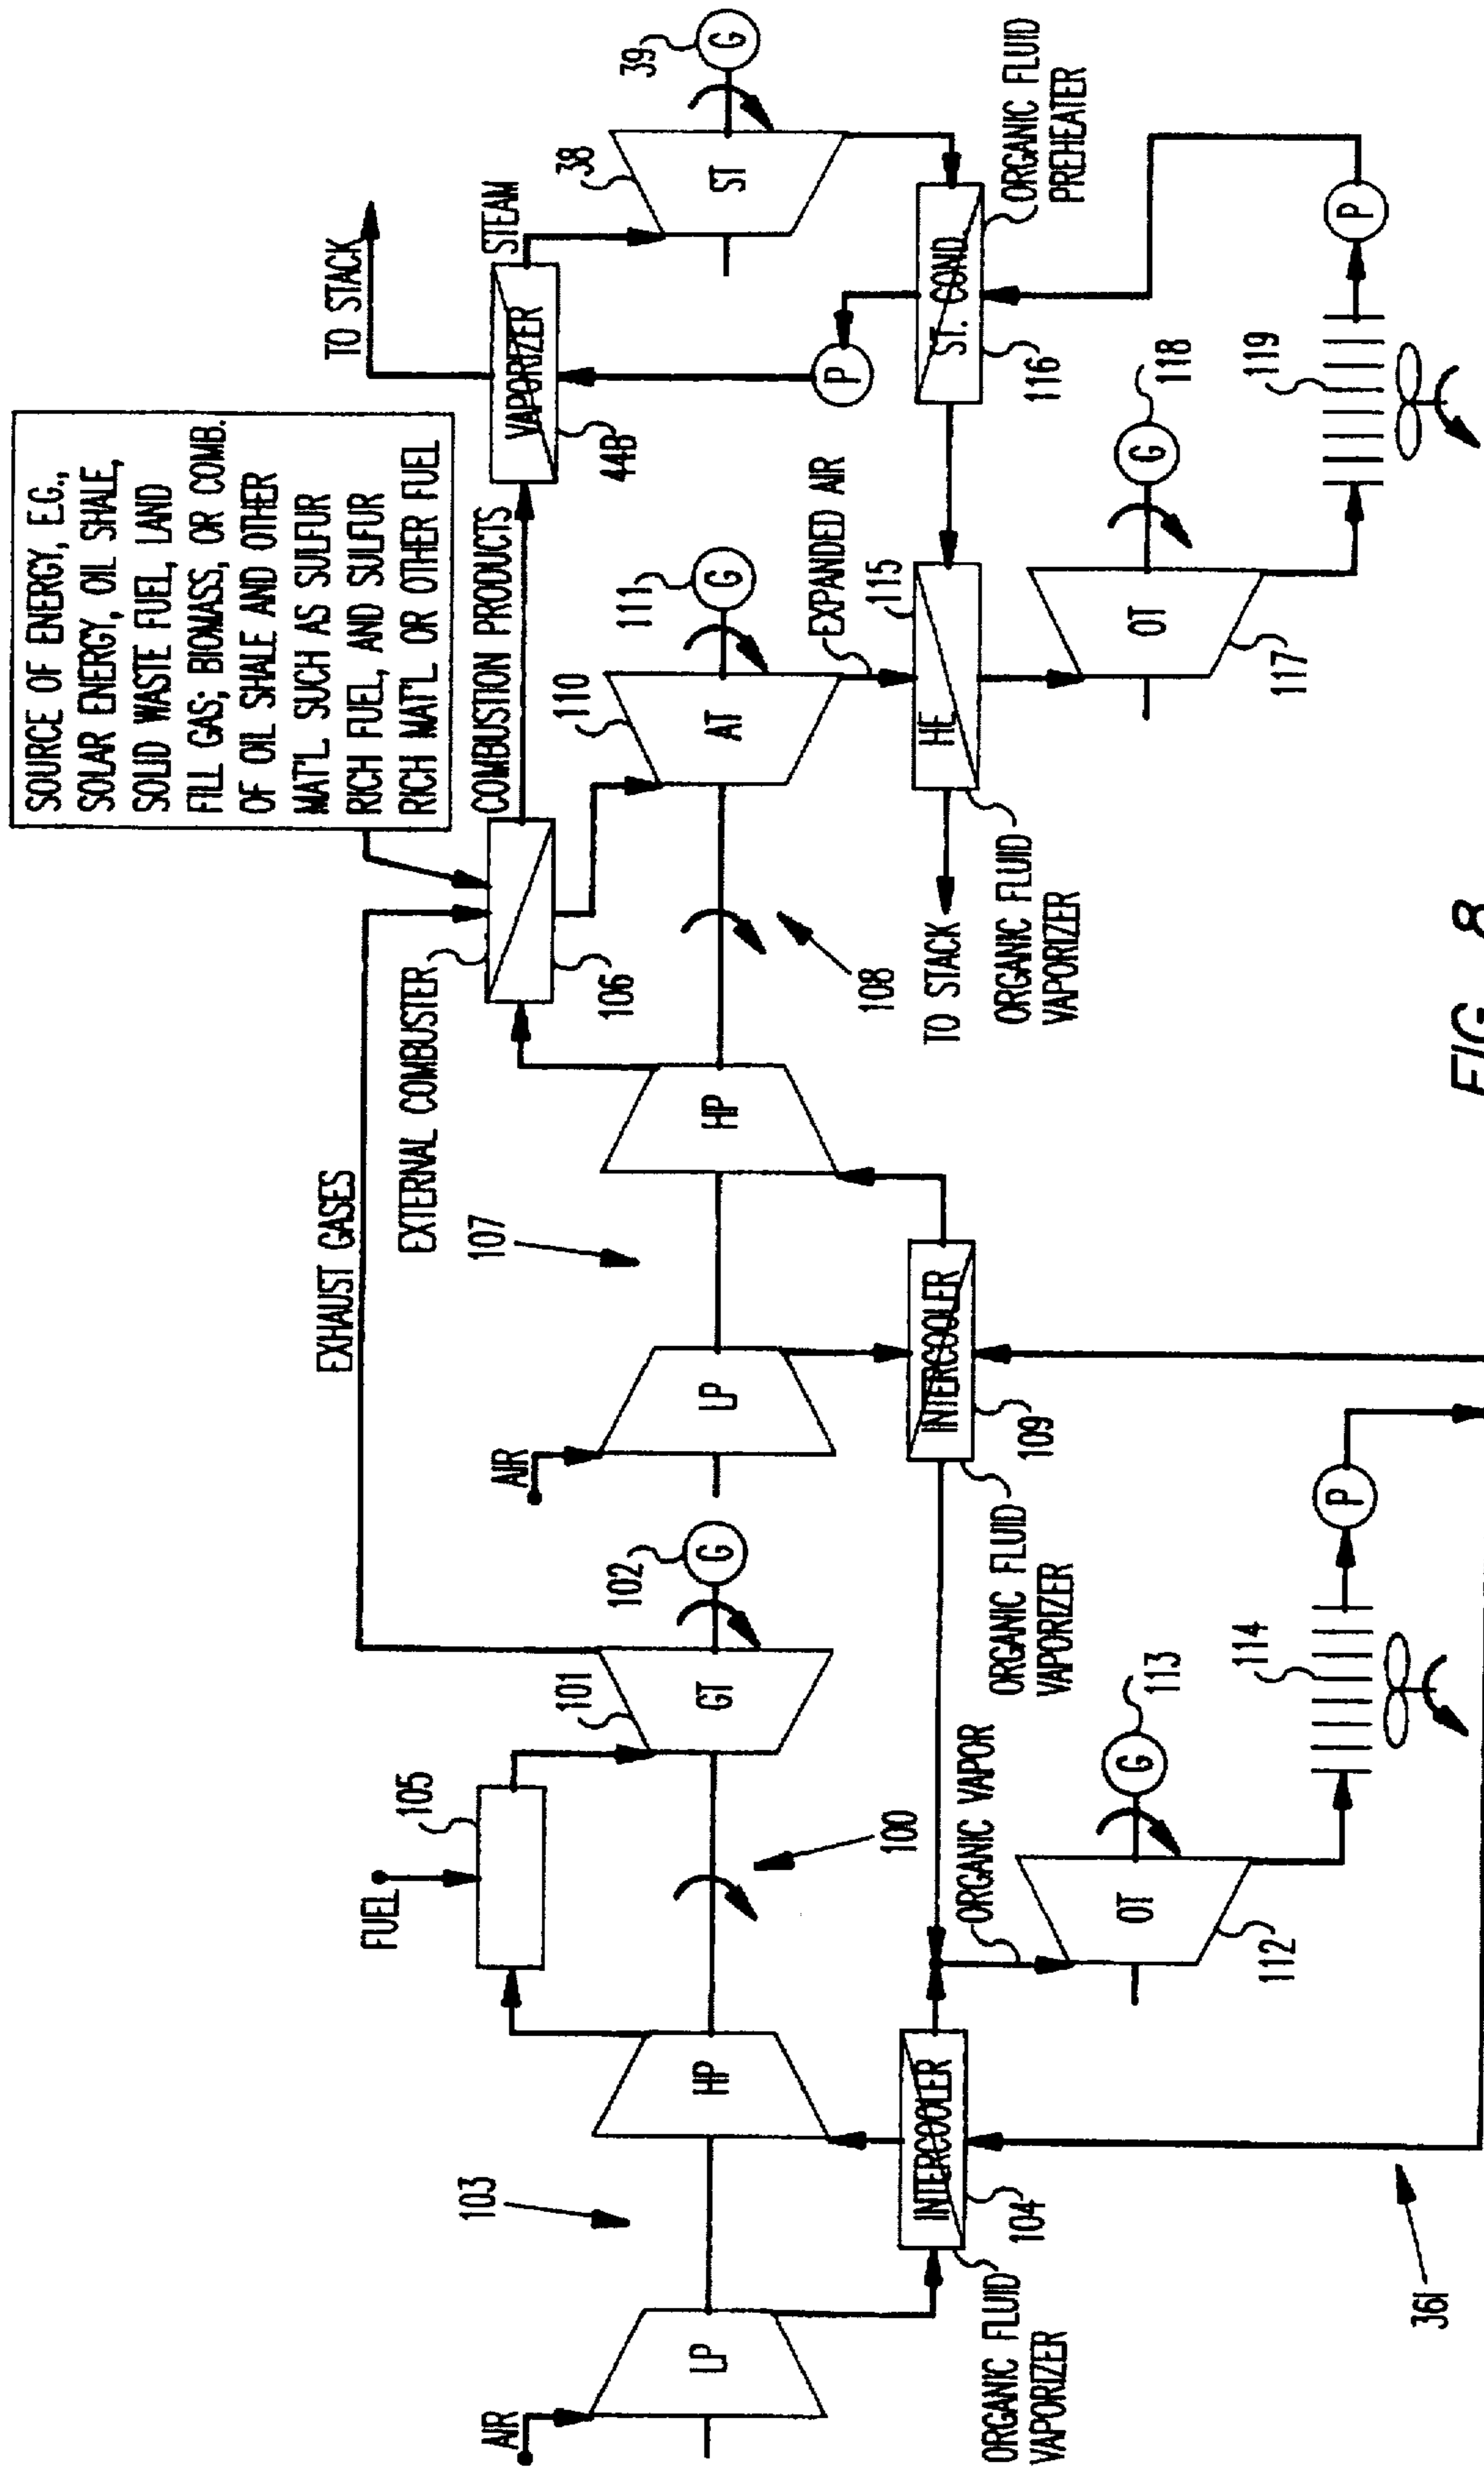 SOURCE OF ENERGY, E.G.,
SOLAR ENERGY, OIL SHALE,
SOLID WASTE FUEL, LAND
FILL GAS; BIOMASS, OR COMB.
OF OIL SHALE AND OTHER
MAT'L SUCH AS SULFUR
RICH FUEL, AND SULFUR
RICH MAT'L OR OTHER FUEL
TO STACK
EXHAUST GASES
FUEL
105
EXTERNAL COMBUSTER
106
COMBUSTION PRODUCTS
VAPORIZER
44B
STEAM
AIR
LP
103
HP
100
101
GT
102
G
AIR
LP
107
HP
108
110
AT
111
G
38
ST
39
G
P
EXPANDED AIR
INTERCOOLER
104
ORGANIC FLUID
VAPORIZER
INTERCOOLER
109
ORGANIC FLUID
VAPORIZER
TO STACK
HE
115
ORGANIC FLUID
VAPORIZER
ST. COND
116
ORGANIC FLUID
PREHEATER
ORGANIC VAPOR
OT
112
G
113
OT
117
G
118
114
P
119
P
36I
FIG. 8